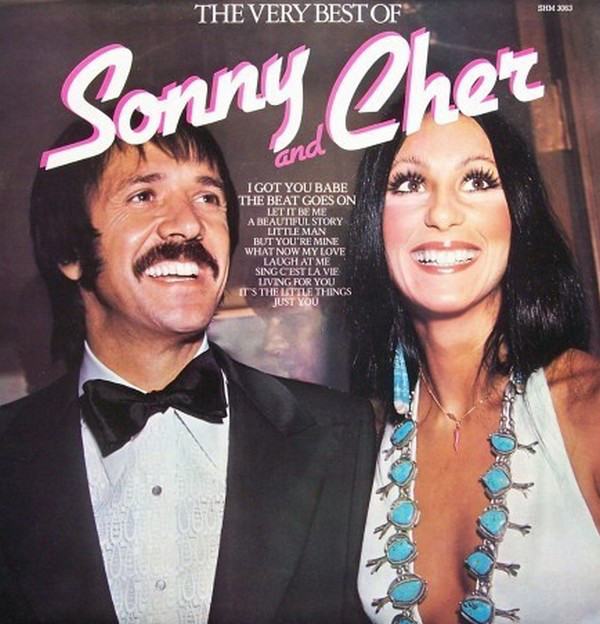 THE VERY BEST OF
SHM 3063
Sonny
and Cher
I GOT YOU BABE
THE BEAT GOES ON
LET IT BE ME
A BEAUTIFUL STORY
LITTLE MAN
BUT YOU'RE MINE
WHAT NOW MY LOVE
LAUGH AT ME
SING C'EST LA VIE
LIVING FOR YOU
IT'S THE LITTLE THINGS
JUST YOU